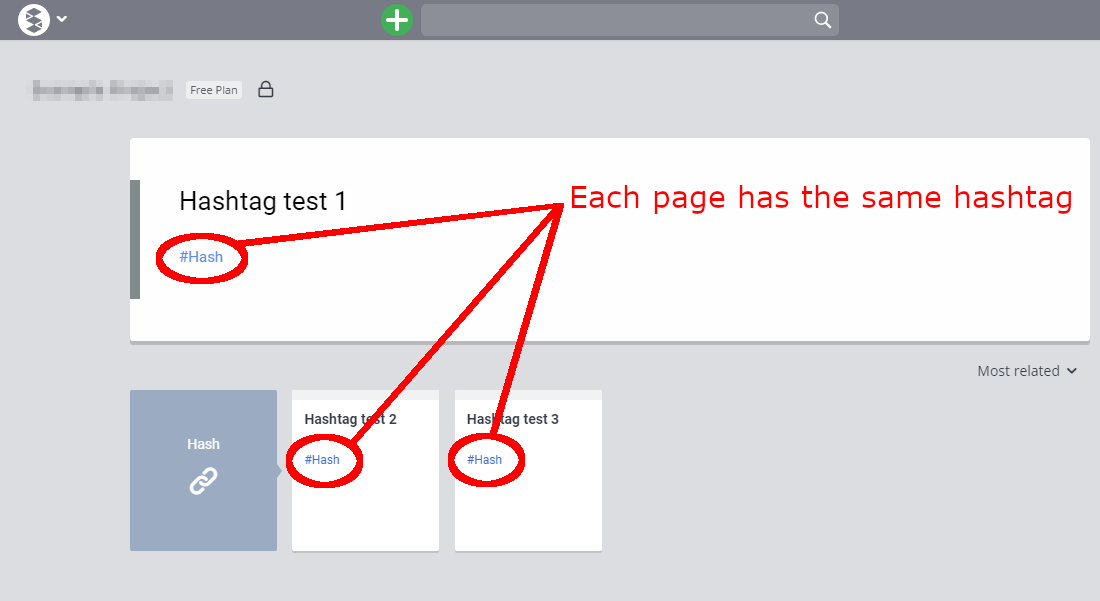 Free Plan
Hashtag test 1
Each page has the same hashtag
#Hash
Most related
Hash
Hashtag test 2
#Hash
Hashtag test 3
#Hash